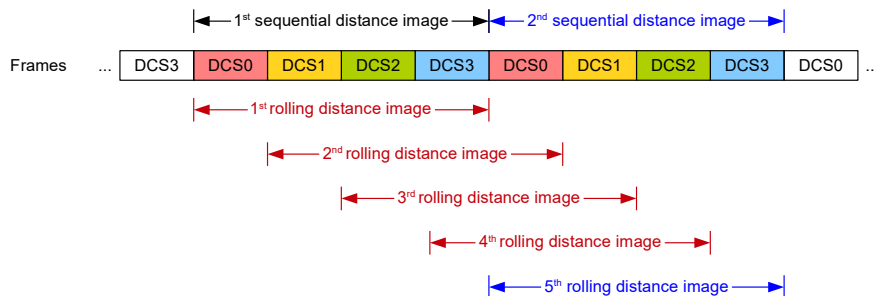 1st sequential distance image 2nd sequential distance image
Frames ... DCS3 DCS0 DCS1 DCS2 DCS3 DCS0 DCS1 DCS2 DCS3 DCS0 ..
1st rolling distance image
2nd rolling distance image
3rd rolling distance image
4th rolling distance image
5th rolling distance image